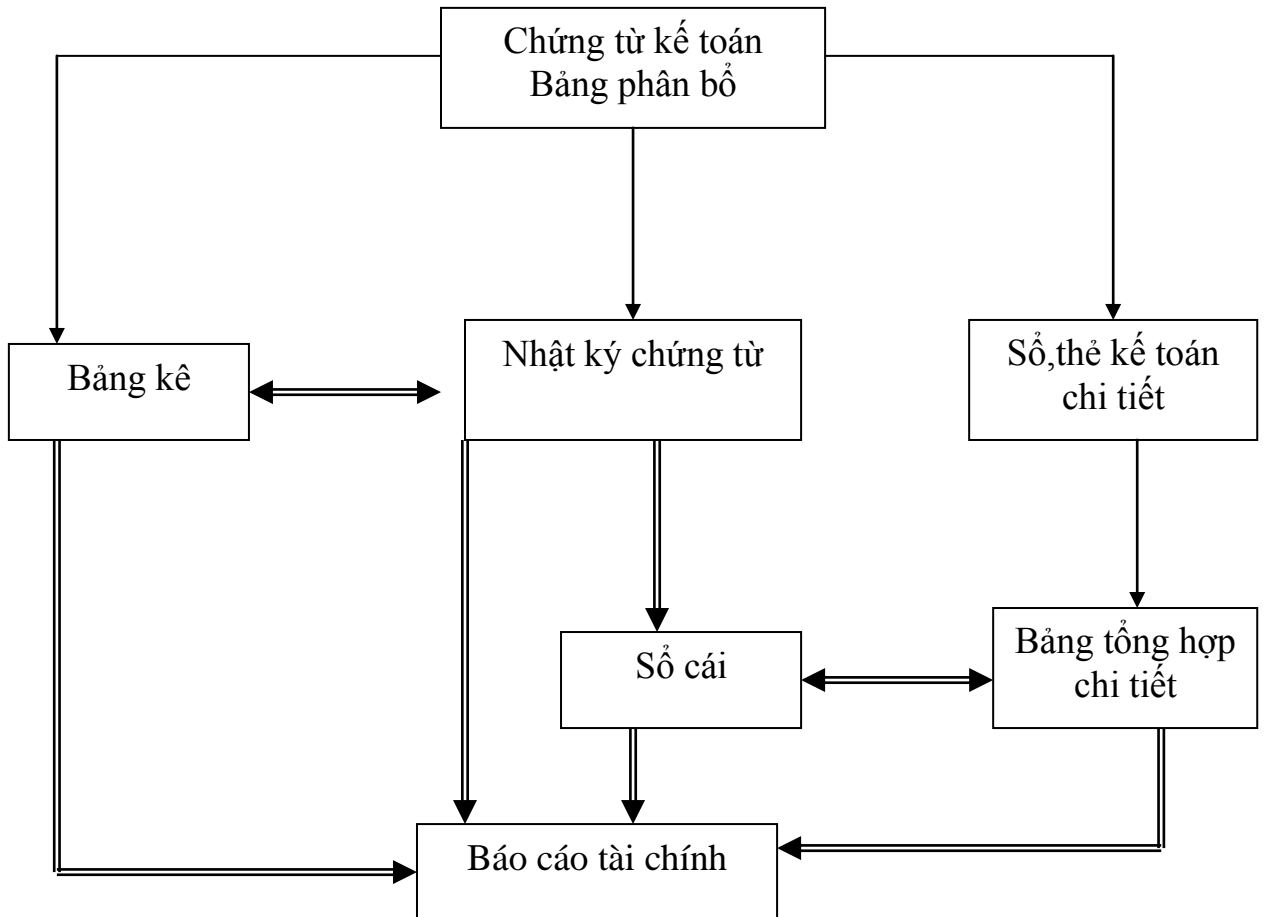 Chứng từ kế toán
Bảng phân bổ
Bảng kê
Nhật ký chứng từ
Sổ,thẻ kế toán
chi tiết
Sổ cái
Bảng tổng hợp
chi tiết
Báo cáo tài chính